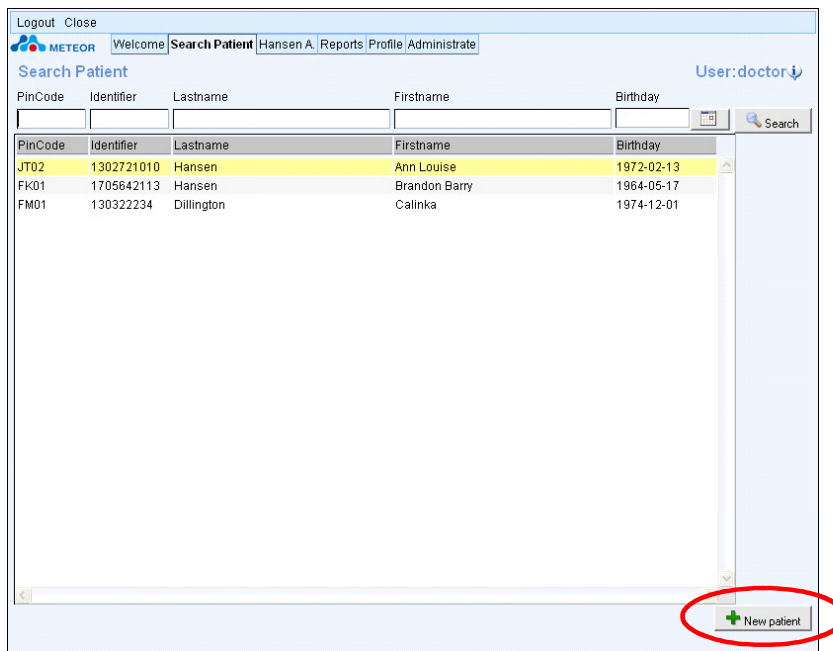 Logout Close
METEOR Welcome Search Patient Hansen A. Reports Profile Administrate
Search Patient User:doctor
PinCode Identifier Lastname Firstname Birthday
Search
PinCode Identifier Lastname Firstname Birthday
JT02 1302721010 Hansen Ann Louise 1972-02-13
FK01 1705642113 Hansen Brandon Barry 1964-05-17
FM01 130322234 Dillington Calinka 1974-12-01
New patient